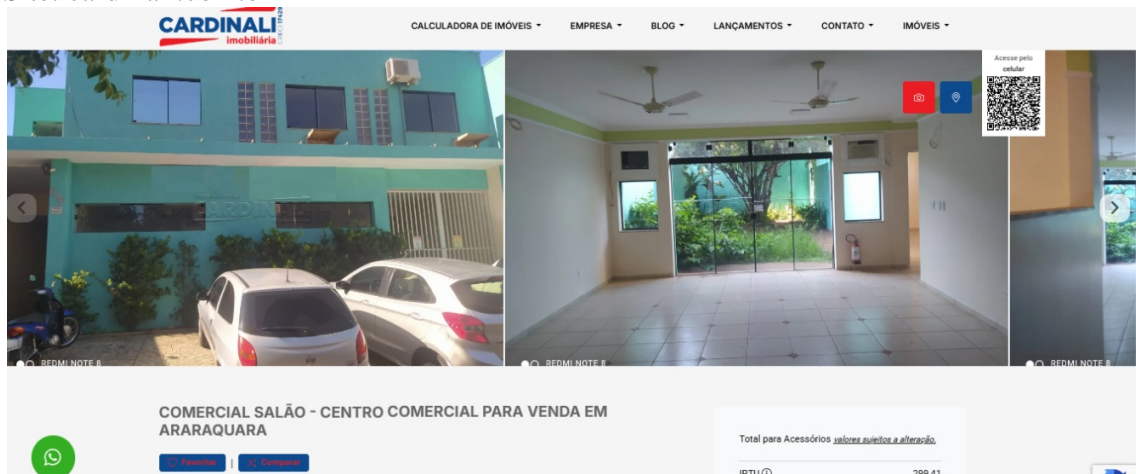 CARDINALI
imobiliária
CALCULADORA DE IMÓVEIS
EMPRESA
BLOG
LANÇAMENTOS
CONTATO
IMÓVEIS
Acesse pelo
celular
CARDINALI
REDMI NOTE 8
REDMI NOTE 8
REDMI NOTE 8
COMERCIAL SALÃO - CENTRO COMERCIAL PARA VENDA EM
ARARAQUARA
Favoritar | Comparar
Total para Acessórios valores sujeitos a alteração.
IPTU 299,41